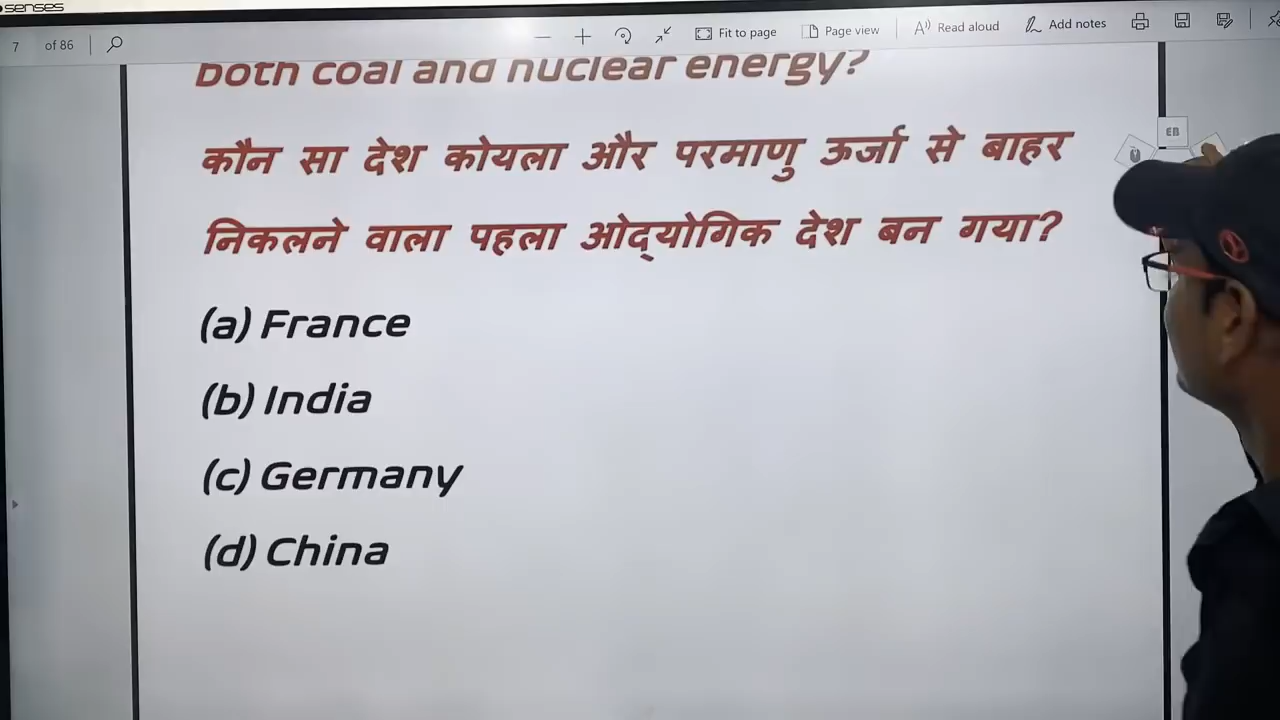 senses
7 of 86 Fit to page Page view Read aloud Add notes
both coal and nuclear energy?
EB
कौन सा देश कोयला और परमाणु ऊर्जा से बाहर
निकलने वाला पहला ओद्योगिक देश बन गया?
(a) France
(b) India
(c) Germany
(d) China